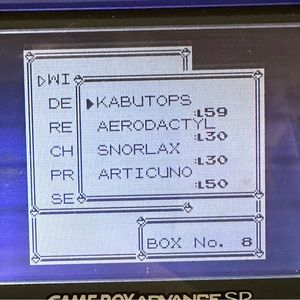 WI
DE
RE
CH
PR
SE
KABUTOPS
:L59
AERODACTYL
:L30
SNORLAX
:L30
ARTICUNO
:L50
BOX No. 8
GAME BOY ADVANCE SP